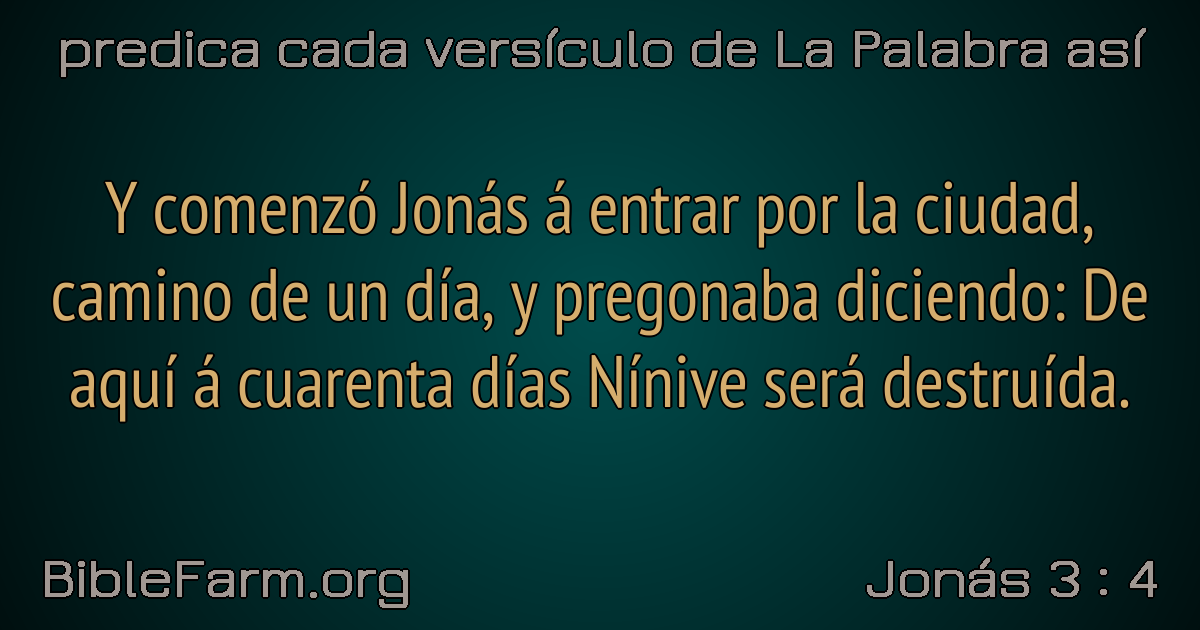 predica cada versículo de La Palabra así
Y comenzó Jonás á entrar por la ciudad,
camino de un día, y pregonaba diciendo: De
aquí á cuarenta días Nínive será destruída.
BibleFarm.org
Jonás 3 : 4